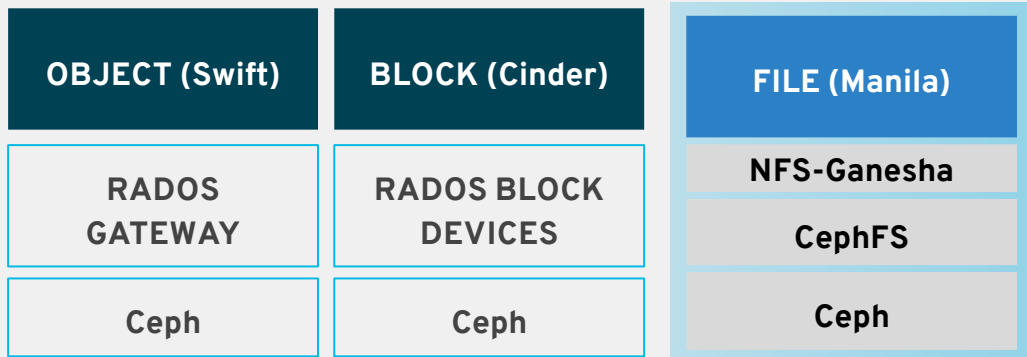 OBJECT (Swift)
RADOS
GATEWAY
Ceph
BLOCK (Cinder)
RADOS BLOCK
DEVICES
Ceph
FILE (Manila)
NFS-Ganesha
CephFS
Ceph